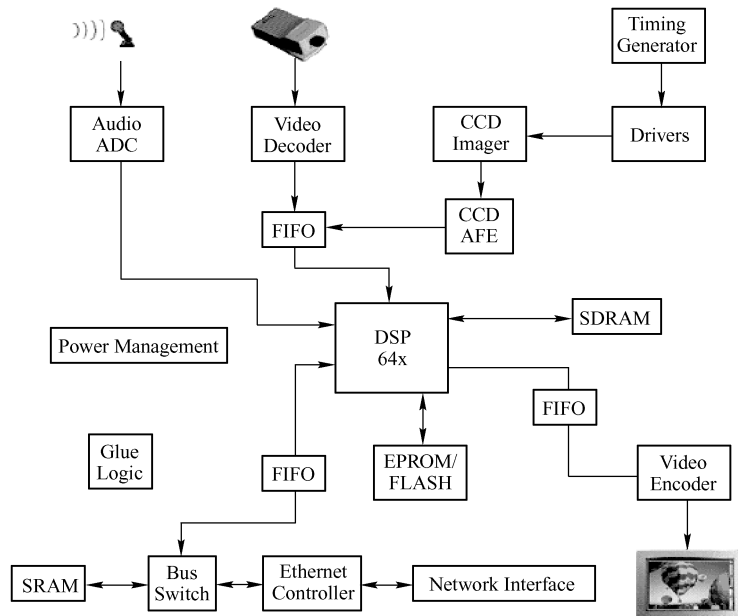 Timing
Generator
Audio
ADC
Video
Decoder
CCD
Imager
Drivers
FIFO
CCD
AFE
DSP
64x
SDRAM
Power Management
FIFO
Glue
Logic
FIFO
EPROM/
FLASH
Video
Encoder
SRAM
Bus
Switch
Ethernet
Controller
Network Interface